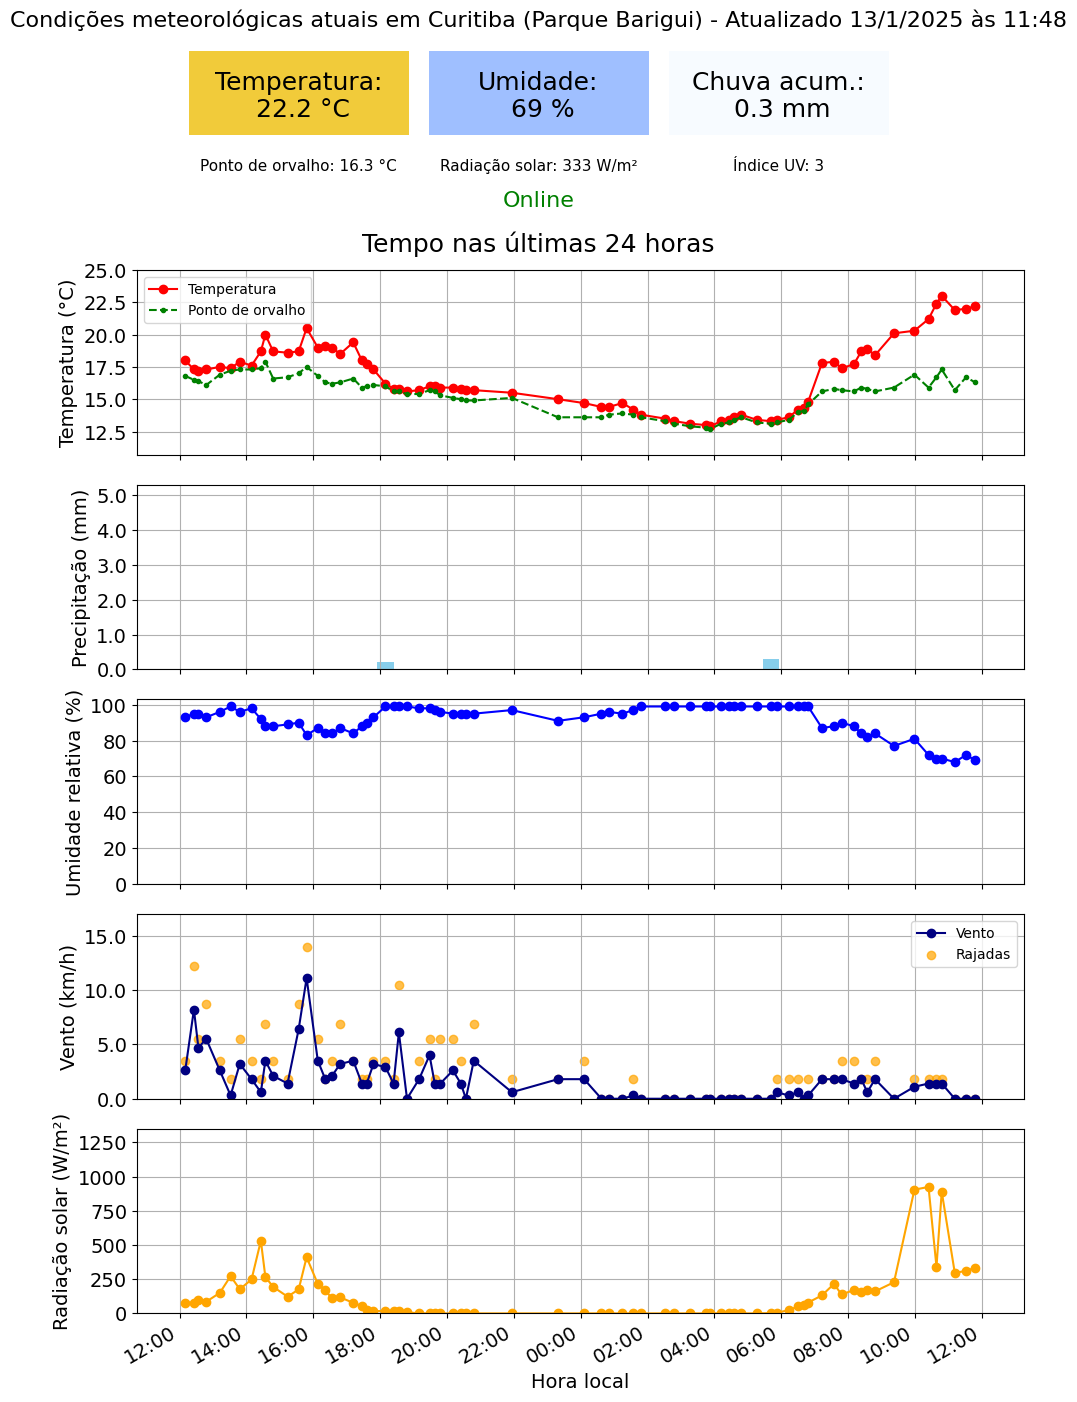 Condições meteorológicas atuais em Curitiba (Parque Barigui) - Atualizado 13/1/2025 às 11:48
Temperatura:
22.2 °C
Umidade:
69 %
Chuva acum.:
0.3 mm
Ponto de orvalho: 16.3 °C
Radiação solar: 333 W/m²
Índice UV: 3
Online
Tempo nas últimas 24 horas
Temperatura (°C)
25.0
22.5
20.0
17.5
15.0
12.5
Temperatura
Ponto de orvalho
Precipitação (mm)
5.0
4.0
3.0
2.0
1.0
0.0
Umidade relativa (%)
100
80
60
40
20
0
Vento (km/h)
15.0
10.0
5.0
0.0
Vento
Rajadas
Radiação solar (W/m²)
1250
1000
750
500
250
0
12:00
14:00
16:00
18:00
20:00
22:00
00:00
02:00
04:00
06:00
08:00
10:00
12:00
Hora local